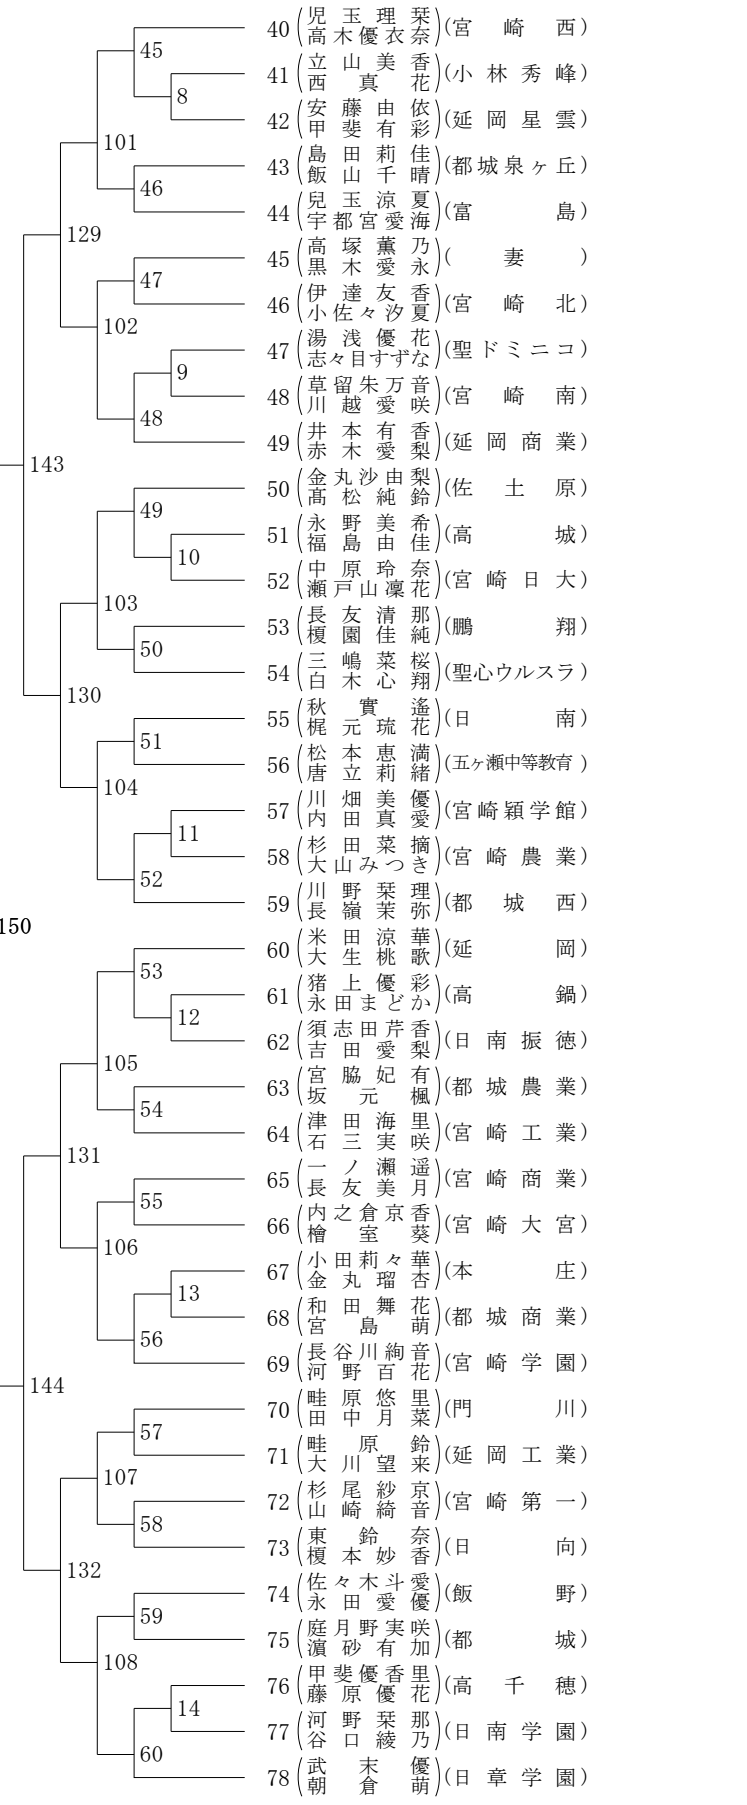 40 (児玉理栞 高木優衣奈) (宮崎西)
45
41 (立山美香 西真花) (小林秀峰)
8
42 (安藤由依 甲斐有彩) (延岡星雲)
101
43 (島田莉佳 飯山千晴) (都城泉ヶ丘)
46
44 (兒玉涼夏 宇都宮愛海) (富島)
129
45 (高塚薫乃 黒木愛永) (妻)
47
46 (伊達友香 小佐々汐夏) (宮崎北)
102
47 (湯浅優花 志々目すずな) (聖ドミニコ)
9
48 (草留朱万音 川越愛咲) (宮崎南)
48
49 (井本有香 赤木愛梨) (延岡商業)
143
50 (金丸沙由梨 髙松純鈴) (佐土原)
49
51 (永野美希 福島由佳) (高城)
10
52 (中原玲奈 瀬戸山凜花) (宮崎日大)
103
53 (長友清那 榎園佳純) (鵬翔)
50
54 (三嶋菜桜 白木心翔) (聖心ウルスラ)
130
55 (秋實遙 梶元琉花) (日南)
51
56 (松本恵満 唐立莉緒) (五ヶ瀬中等教育)
104
57 (川畑美優 内田真愛) (宮崎穎学館)
11
58 (杉田菜摘 大山みつき) (宮崎農業)
52
59 (川野栞理 長嶺茉弥) (都城西)
150
60 (米田涼華 大生桃歌) (延岡)
53
61 (猪上優彩 永田まどか) (高鍋)
12
62 (須志田芹香 吉田愛梨) (日南振徳)
105
63 (宮脇妃有 坂元楓) (都城農業)
54
64 (津田海里 石三実咲) (宮崎工業)
131
65 (一ノ瀬遥 長友美月) (宮崎商業)
55
66 (内之倉京香 檜室葵) (宮崎大宮)
106
67 (小田莉々華 金丸瑠杏) (本庄)
13
68 (和田舞花 宮島萌) (都城商業)
56
69 (長谷川絢音 河野百花) (宮崎学園)
144
70 (畦原悠里 田中月菜) (門川)
57
71 (畦原鈴 大川望来) (延岡工業)
107
72 (杉尾紗京 山崎綺音) (宮崎第一)
58
73 (東鈴奈 榎本妙香) (日向)
132
74 (佐々木斗愛 永田愛優) (飯野)
59
75 (庭月野実咲 濵砂有加) (都城)
108
76 (甲斐優香里 藤原優花) (高千穂)
14
77 (河野栞那 谷口綾乃) (日南学園)
60
78 (武末優 朝倉萌) (日章学園)